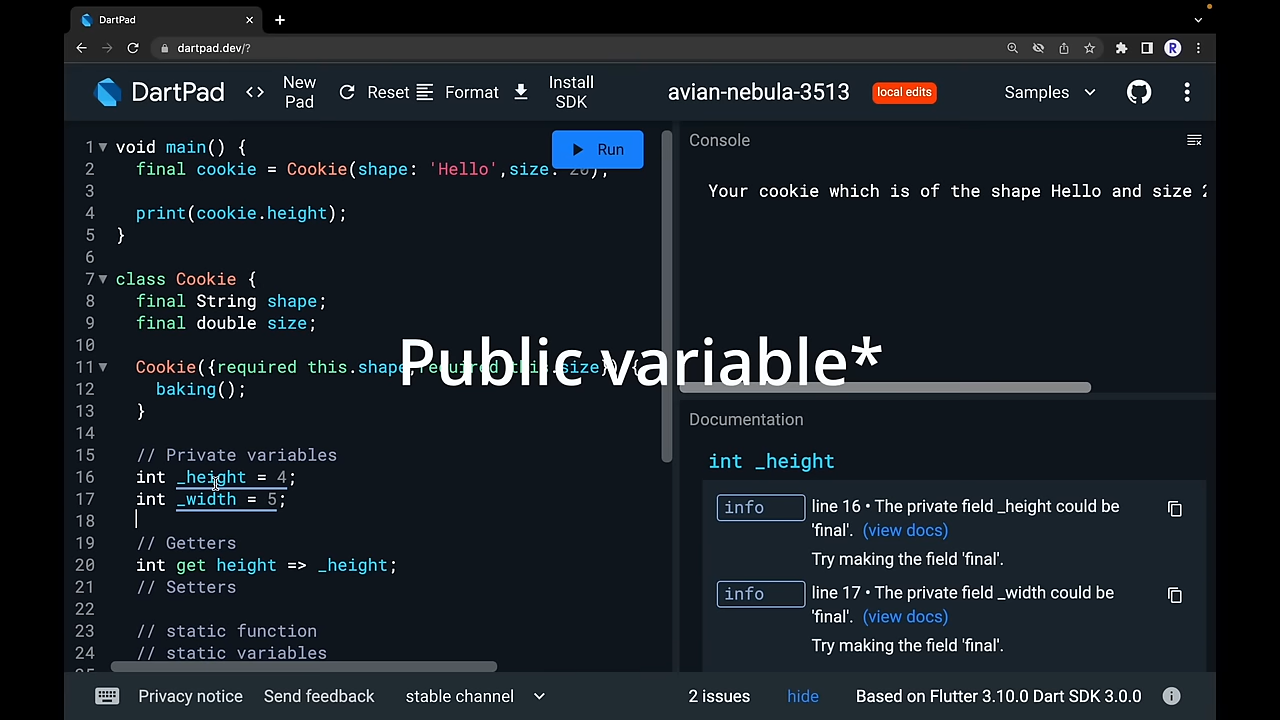 DartPad
dartpad.dev/?
R
DartPad
New Pad
Reset
Format
Install SDK
avian-nebula-3513
local edits
Samples
1 void main() {
2 final cookie = Cookie(shape: 'Hello',size: 20);
3
4 print(cookie.height);
5 }
6
7 class Cookie {
8 final String shape;
9 final double size;
10
11 Cookie({required this.shape,required this.size}) {
12 baking();
13 }
14
15 // Private variables
16 int _height = 4;
17 int _width = 5;
18
19 // Getters
20 int get height => _height;
21 // Setters
22
23 // static function
24 // static variables
Run
Public variable*
Console
Your cookie which is of the shape Hello and size
Documentation
int _height
info
line 16 • The private field _height could be
'final'. (view docs)
Try making the field 'final'.
info
line 17 • The private field _width could be
'final'. (view docs)
Try making the field 'final'.
Privacy notice
Send feedback
stable channel
2 issues
hide
Based on Flutter 3.10.0 Dart SDK 3.0.0